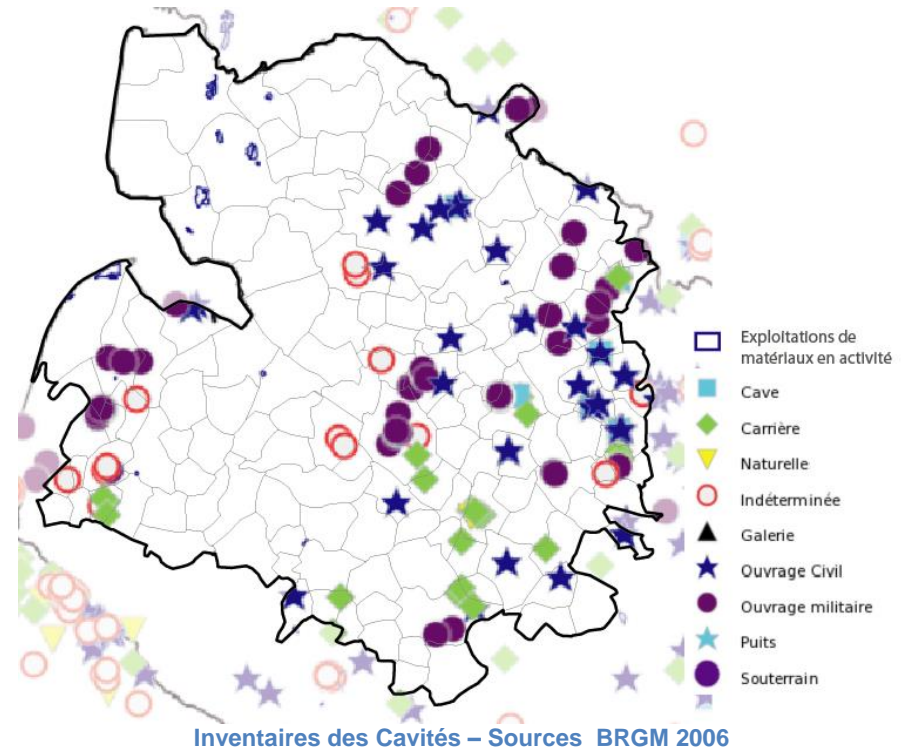 Exploitations de
matériaux en activité
Cave
Carrière
Naturelle
Indéterminée
Galerie
Ouvrage Civil
Ouvrage militaire
Puits
Souterrain
Inventaires des Cavités – Sources BRGM 2006